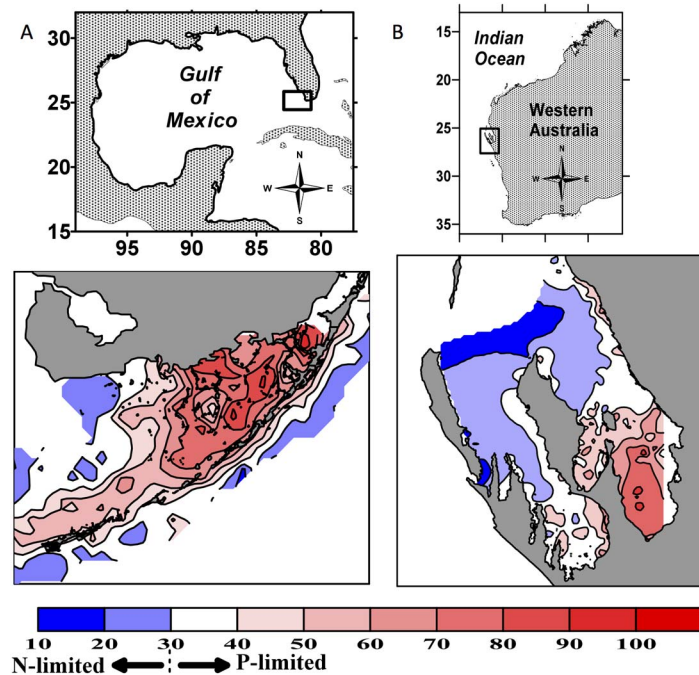 A
Gulf
of
Mexico
N
W E
S
30
25
20
15
95 90 85 80
B
Indian
Ocean
Western
Australia
N
W E
S
15
20
25
30
35
10 20 30 40 50 60 70 80 90 100
N-limited P-limited